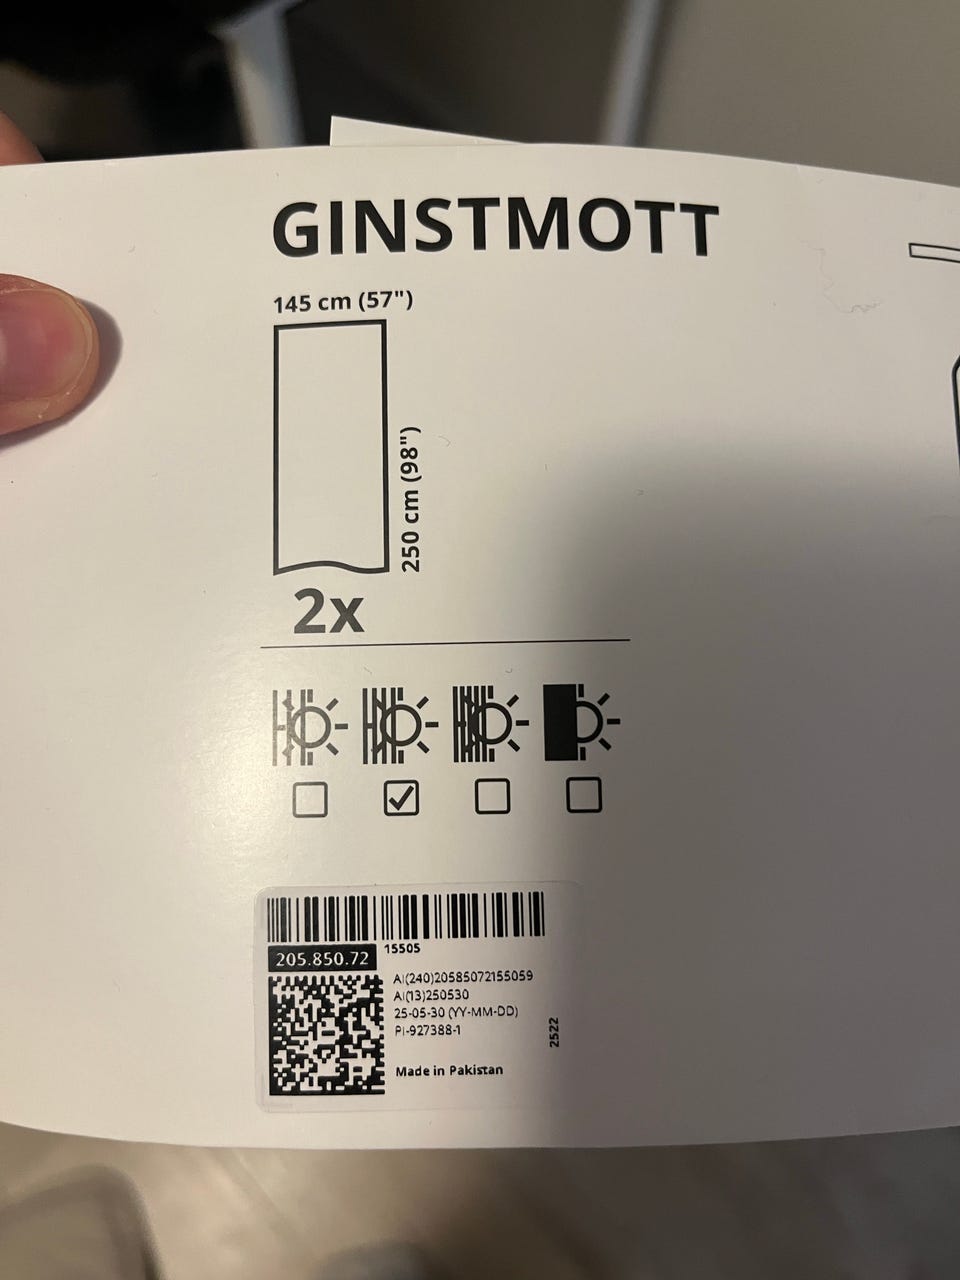 GINSTMOTT
145 cm (57")
250 cm (98")
2x
205.850.72
15505
AI(240)20585072155059
AI(13)250530
25-05-30 (YY-MM-DD)
PI-927388-1
2522
Made in Pakistan